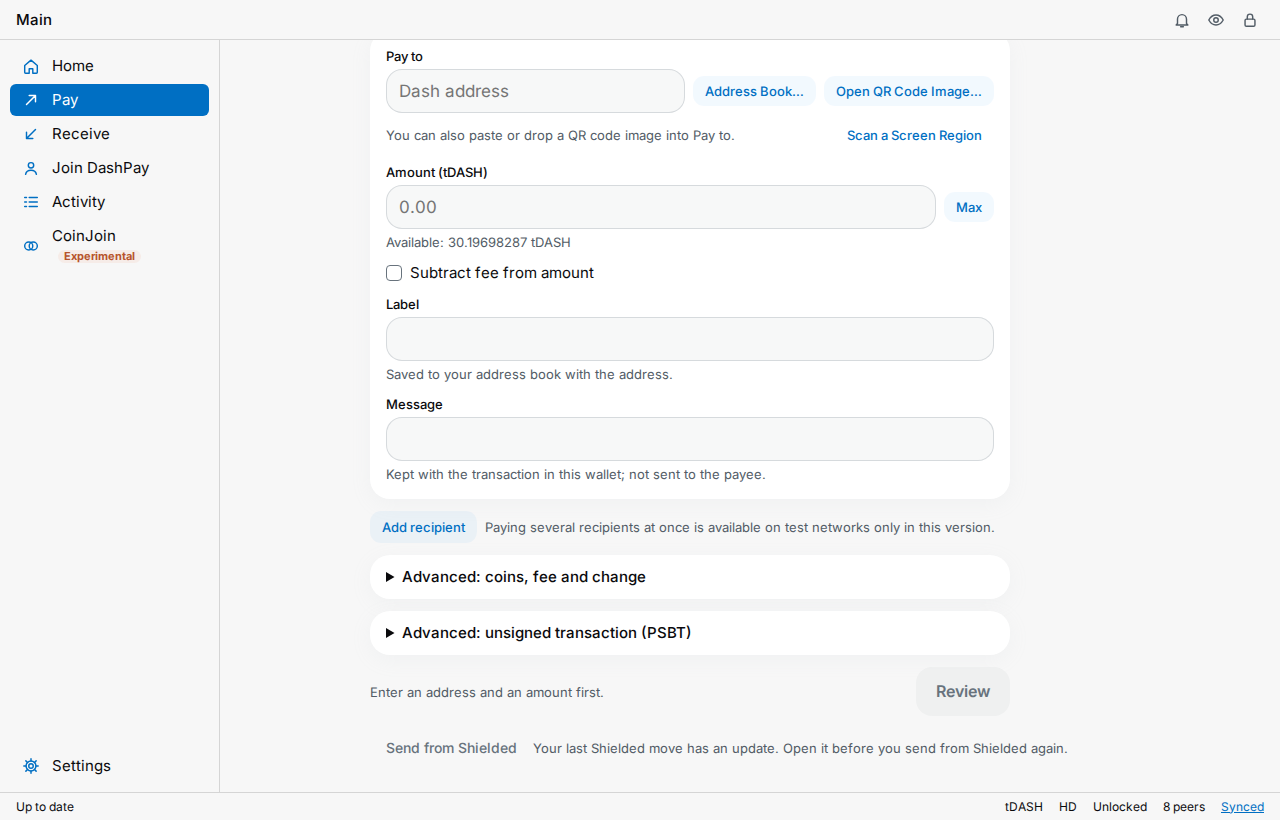 Main
Home
Pay
Receive
Join DashPay
Activity
CoinJoin
Experimental
Settings
Pay to
Dash address
Address Book...
Open QR Code Image...
You can also paste or drop a QR code image into Pay to.
Scan a Screen Region
Amount (tDASH)
0.00
Max
Available: 30.19698287 tDASH
Subtract fee from amount
Label
Saved to your address book with the address.
Message
Kept with the transaction in this wallet; not sent to the payee.
Add recipient
Paying several recipients at once is available on test networks only in this version.
Advanced: coins, fee and change
Advanced: unsigned transaction (PSBT)
Enter an address and an amount first.
Review
Send from Shielded
Your last Shielded move has an update. Open it before you send from Shielded again.
Up to date
tDASH
HD
Unlocked
8 peers
Synced